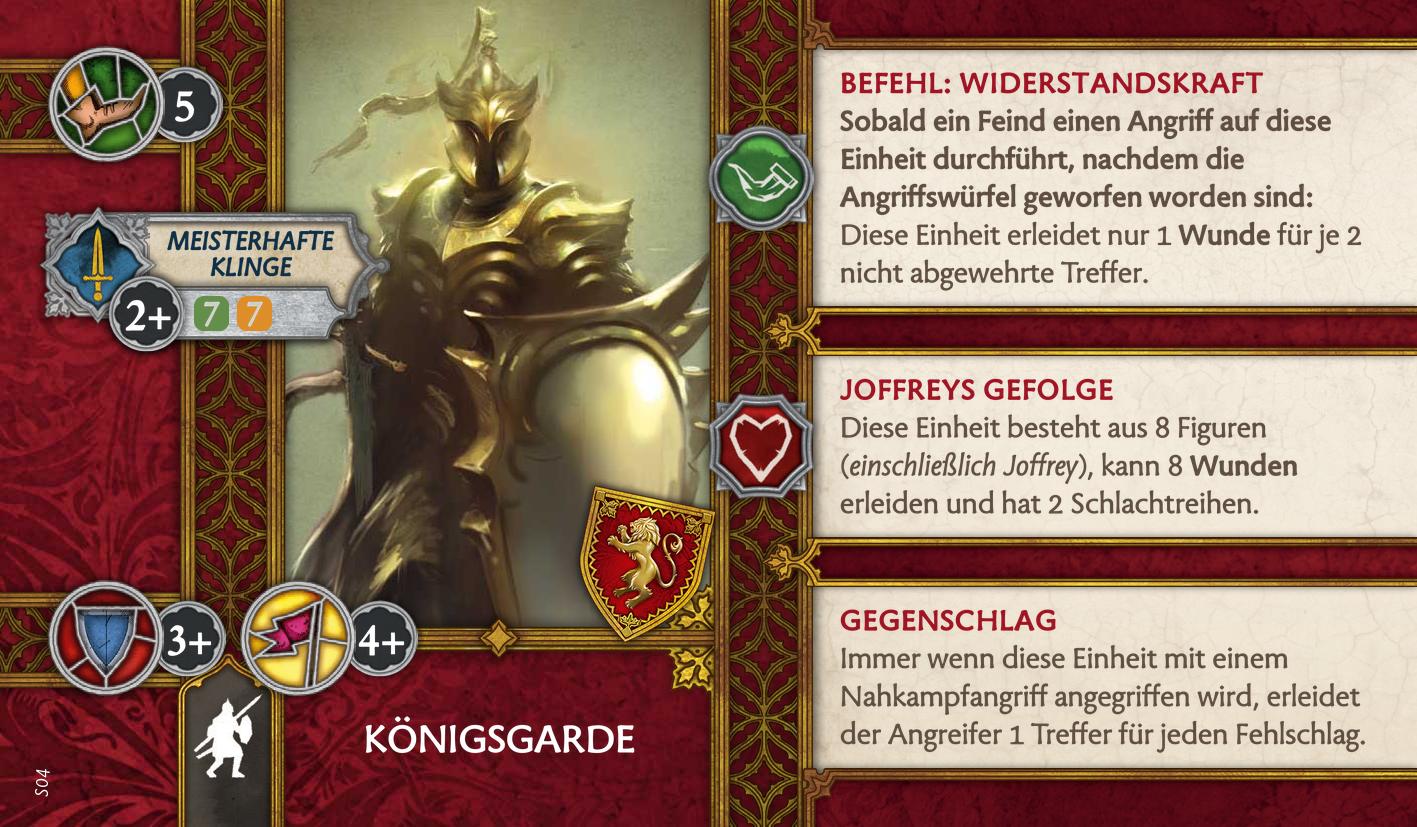 5
MEISTERHAFTE
KLINGE
2+ 7 7
3+ 4+
KÖNIGSGARDE
S04
BEFEHL: WIDERSTANDSKRAFT
Sobald ein Feind einen Angriff auf diese
Einheit durchführt, nachdem die
Angriffswürfel geworfen worden sind:
Diese Einheit erleidet nur 1 Wunde für je 2
nicht abgewehrte Treffer.
JOFFREYS GEFOLGE
Diese Einheit besteht aus 8 Figuren
(einschließlich Joffrey), kann 8 Wunden
erleiden und hat 2 Schlachtreihen.
GEGENSCHLAG
Immer wenn diese Einheit mit einem
Nahkampfangriff angegriffen wird, erleidet
der Angreifer 1 Treffer für jeden Fehlschlag.